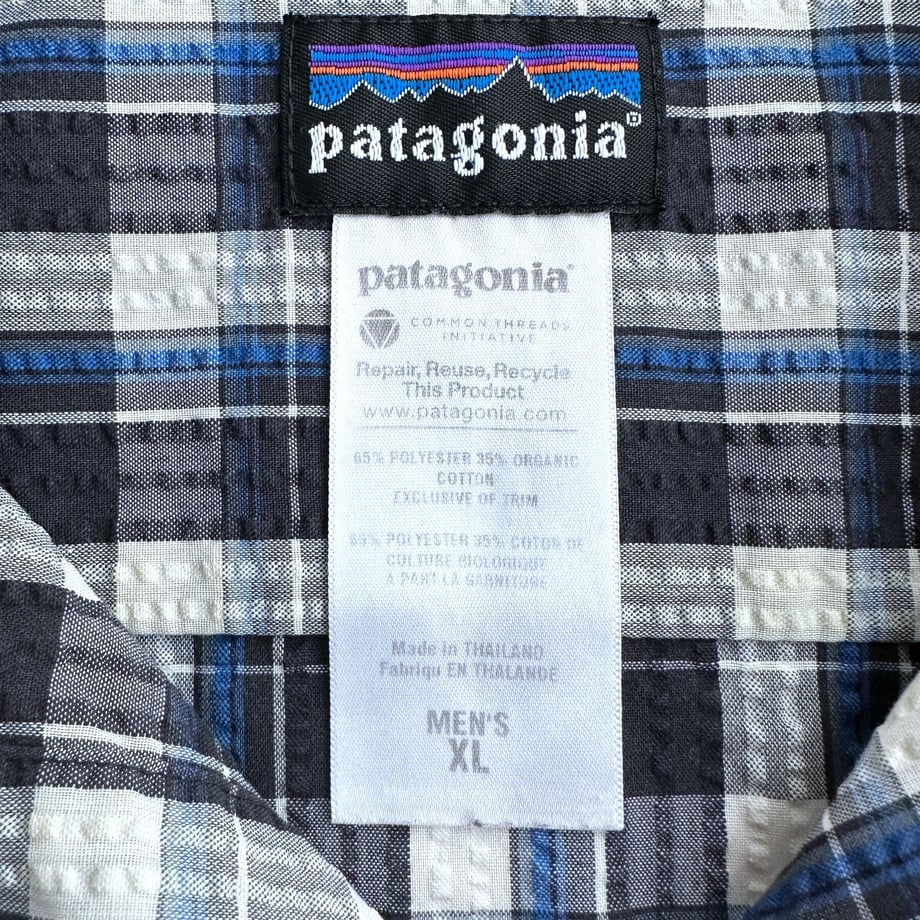 patagonia®
patagonia®
COMMON THREADS
INITIATIVE
Repair, Reuse, Recycle
This Product
www.patagonia.com
65% POLYESTER 35% ORGANIC
COTTON
EXCLUSIVE OF TRIM
65% POLYESTER 35% COTON DE
CULTURE BIOLOGIQUE
À PART LA GARNITURE
Made in THAILAND
Fabriqu EN THALANDE
MEN'S
XL